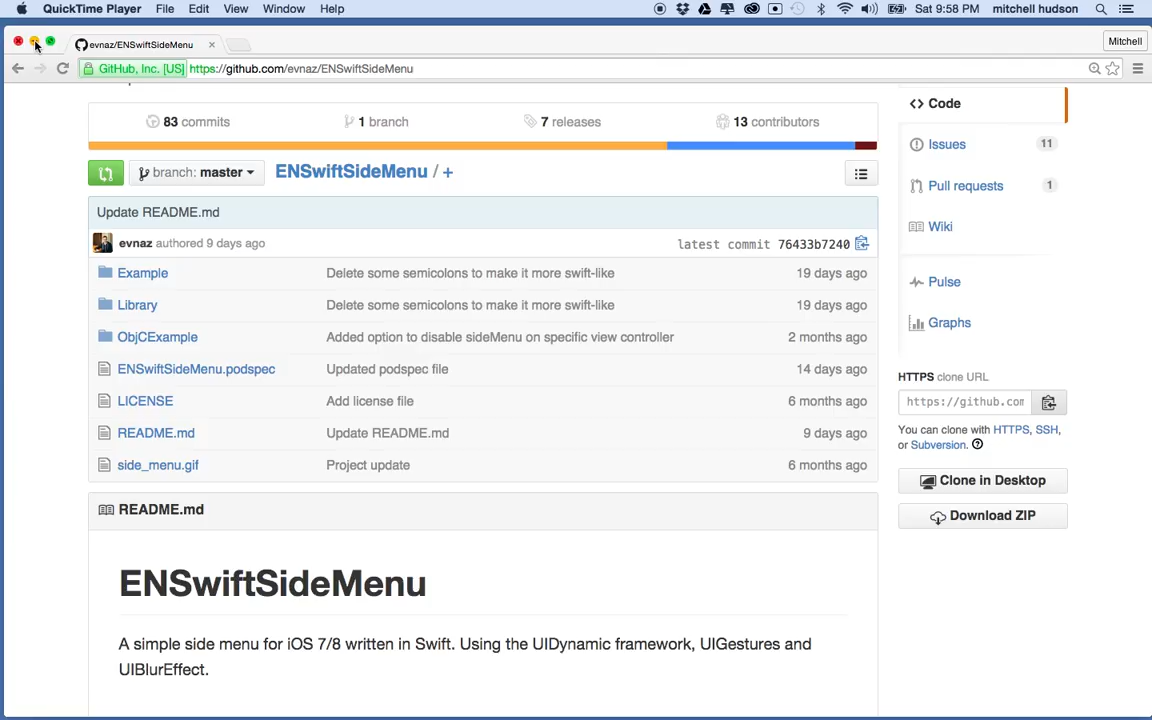 QuickTime Player File Edit View Window Help Sat 9:58 PM mitchell hudson
evnaz/ENSwiftSideMenu Mitchell
GitHub, Inc. [US] https://github.com/evnaz/ENSwiftSideMenu
83 commits 1 branch 7 releases 13 contributors
branch: master ENSwiftSideMenu / +
Update README.md
evnaz authored 9 days ago latest commit 76433b7240
Example Delete some semicolons to make it more swift-like 19 days ago
Library Delete some semicolons to make it more swift-like 19 days ago
ObjCExample Added option to disable sideMenu on specific view controller 2 months ago
ENSwiftSideMenu.podspec Updated podspec file 14 days ago
LICENSE Add license file 6 months ago
README.md Update README.md 9 days ago
side_menu.gif Project update 6 months ago
README.md
ENSwiftSideMenu
A simple side menu for iOS 7/8 written in Swift. Using the UIDynamic framework, UIGestures and
UIBlurEffect.
Code
Issues 11
Pull requests 1
Wiki
Pulse
Graphs
HTTPS clone URL
https://github.com
You can clone with HTTPS, SSH,
or Subversion.
Clone in Desktop
Download ZIP